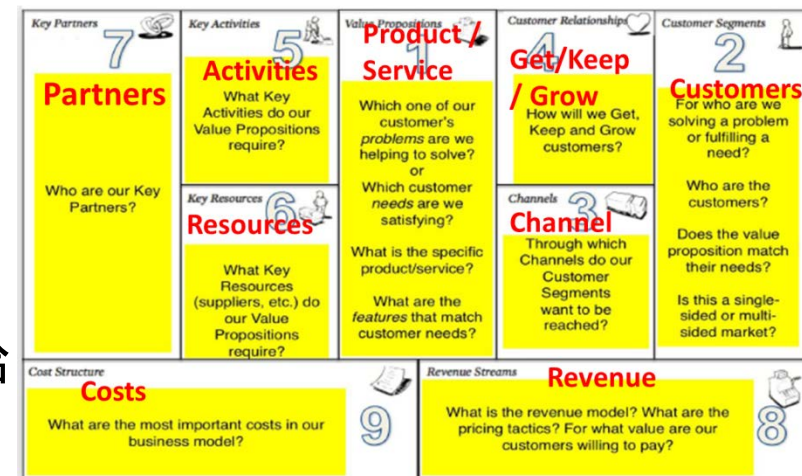 Key Partners
7
Partners
Who are our Key
Partners?
Key Activities
5
Activities
What Key
Activities do our
Value Propositions
require?
Key Resources
6
Resources
What Key
Resources
(suppliers, etc.) do
our Value
Propositions
require?
Value Propositions
1
Product /
Service
Which one of our
customer's
problems are we
helping to solve?
or
Which customer
needs are we
satisfying?
What is the specific
product/service?
What are the
features that match
customer needs?
Customer Relationships
4
Get/Keep
/ Grow
How will we Get,
Keep and Grow
customers?
Channels
3
Channel
Through which
Channels do our
Customer
Segments
want to be
reached?
Customer Segments
2
Customers
For who are we
solving a problem
or fulfilling a
need?
Who are the
customers?
Does the value
proposition match
their needs?
Is this a single-
sided or multi-
sided market?
Cost Structure
Costs
9
What are the most important costs in our
business model?
Revenue Streams
Revenue
8
What is the revenue model? What are the
pricing tactics? For what value are our
customers willing to pay?